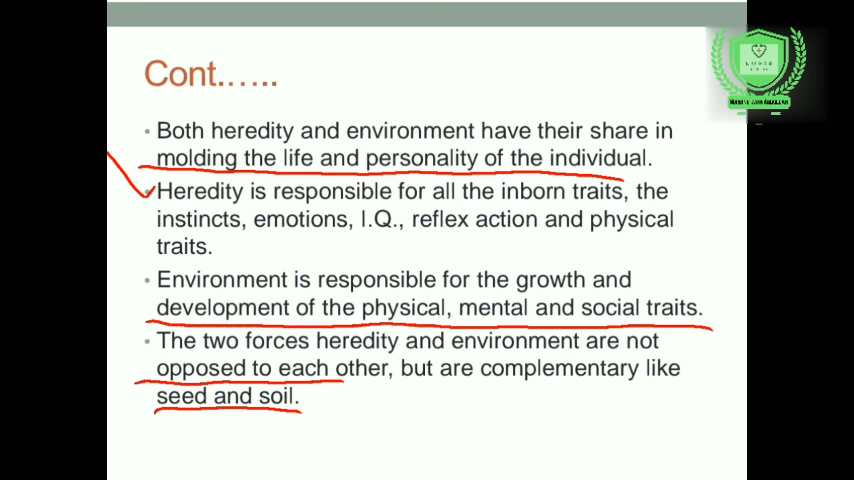 Cont.…..
• Both heredity and environment have their share in
molding the life and personality of the individual.
• Heredity is responsible for all the inborn traits, the
instincts, emotions, I.Q., reflex action and physical
traits.
• Environment is responsible for the growth and
development of the physical, mental and social traits.
• The two forces heredity and environment are not
opposed to each other, but are complementary like
seed and soil.